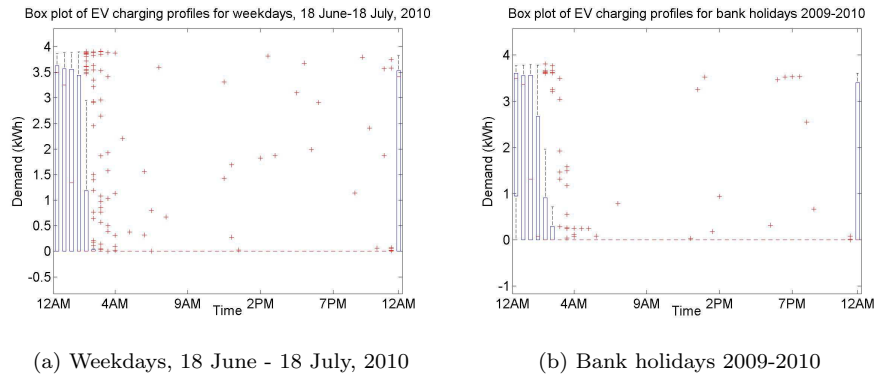 Box plot of EV charging profiles for weekdays, 18 June-18 July, 2010
4
3.5
3
2.5
2
1.5
1
0.5
0
-0.5
Demand (kWh)
12AM 4AM 9AM 2PM 7PM 12AM
Time
(a) Weekdays, 18 June - 18 July, 2010
Box plot of EV charging profiles for bank holidays 2009-2010
4
3
2
1
0
-1
Demand (kWh)
12AM 4AM 9AM 2PM 7PM 12AM
Time
(b) Bank holidays 2009-2010